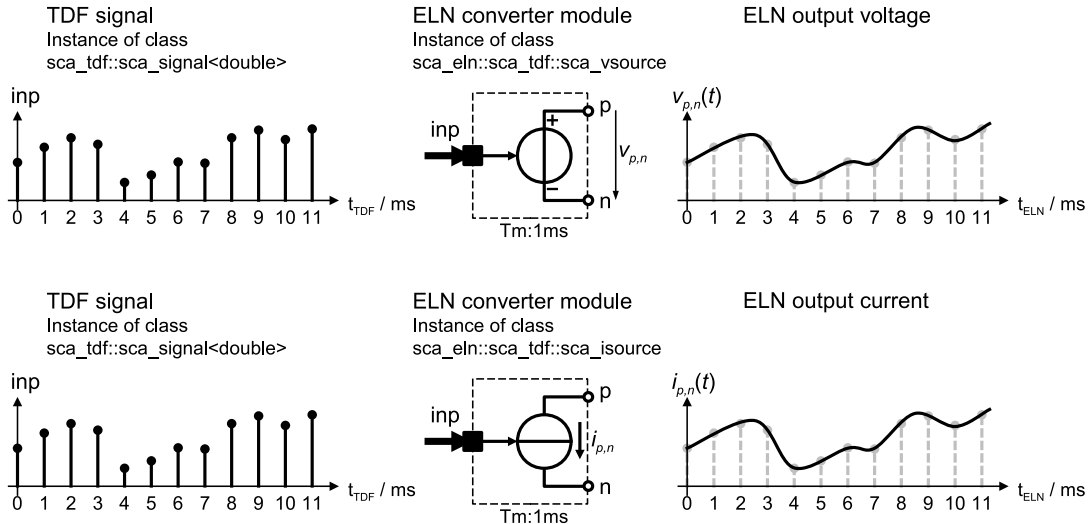 TDF signal
Instance of class
sca_tdf::sca_signal<double>
inp
0 1 2 3 4 5 6 7 8 9 10 11
t_TDF / ms
ELN converter module
Instance of class
sca_eln::sca_tdf::sca_vsource
inp
+
−
p
v_p,n
n
Tm:1ms
ELN output voltage
v_p,n(t)
0 1 2 3 4 5 6 7 8 9 10 11
t_ELN / ms
TDF signal
Instance of class
sca_tdf::sca_signal<double>
inp
0 1 2 3 4 5 6 7 8 9 10 11
t_TDF / ms
ELN converter module
Instance of class
sca_eln::sca_tdf::sca_isource
inp
p
i_p,n
n
Tm:1ms
ELN output current
i_p,n(t)
0 1 2 3 4 5 6 7 8 9 10 11
t_ELN / ms